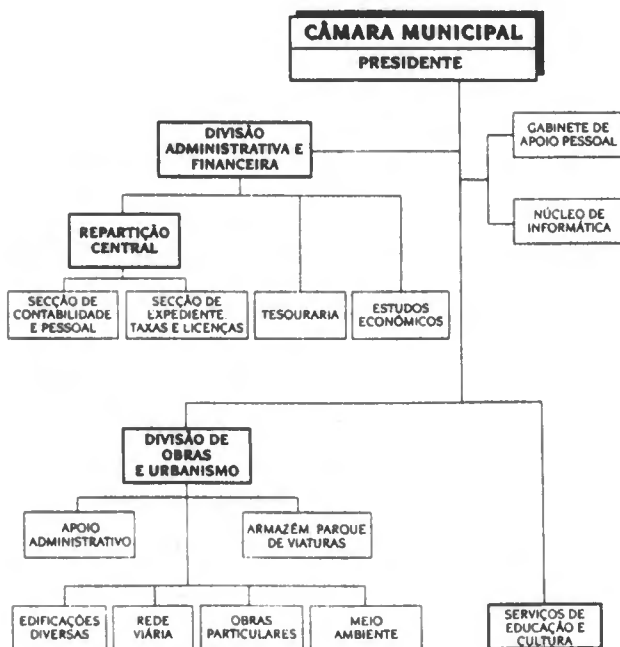 CÂMARA MUNICIPAL
PRESIDENTE
DIVISÃO
ADMINISTRATIVA E
FINANCEIRA
GABINETE DE
APOIO PESSOAL
NÚCLEO DE
INFORMÁTICA
REPARTIÇÃO
CENTRAL
SECÇÃO DE
CONTABILIDADE
E PESSOAL
SECÇÃO DE
EXPEDIENTE
TAXAS E LICENÇAS
TESOURARIA
ESTUDOS
ECONÓMICOS
DIVISÃO DE
OBRAS
E URBANISMO
APOIO
ADMINISTRATIVO
ARMAZÉM PARQUE
DE VIATURAS
EDIFICAÇÕES
DIVERSAS
REDE
VIÁRIA
OBRAS
PARTICULARES
MEIO
AMBIENTE
SERVIÇOS DE
EDUCAÇÃO E
CULTURA